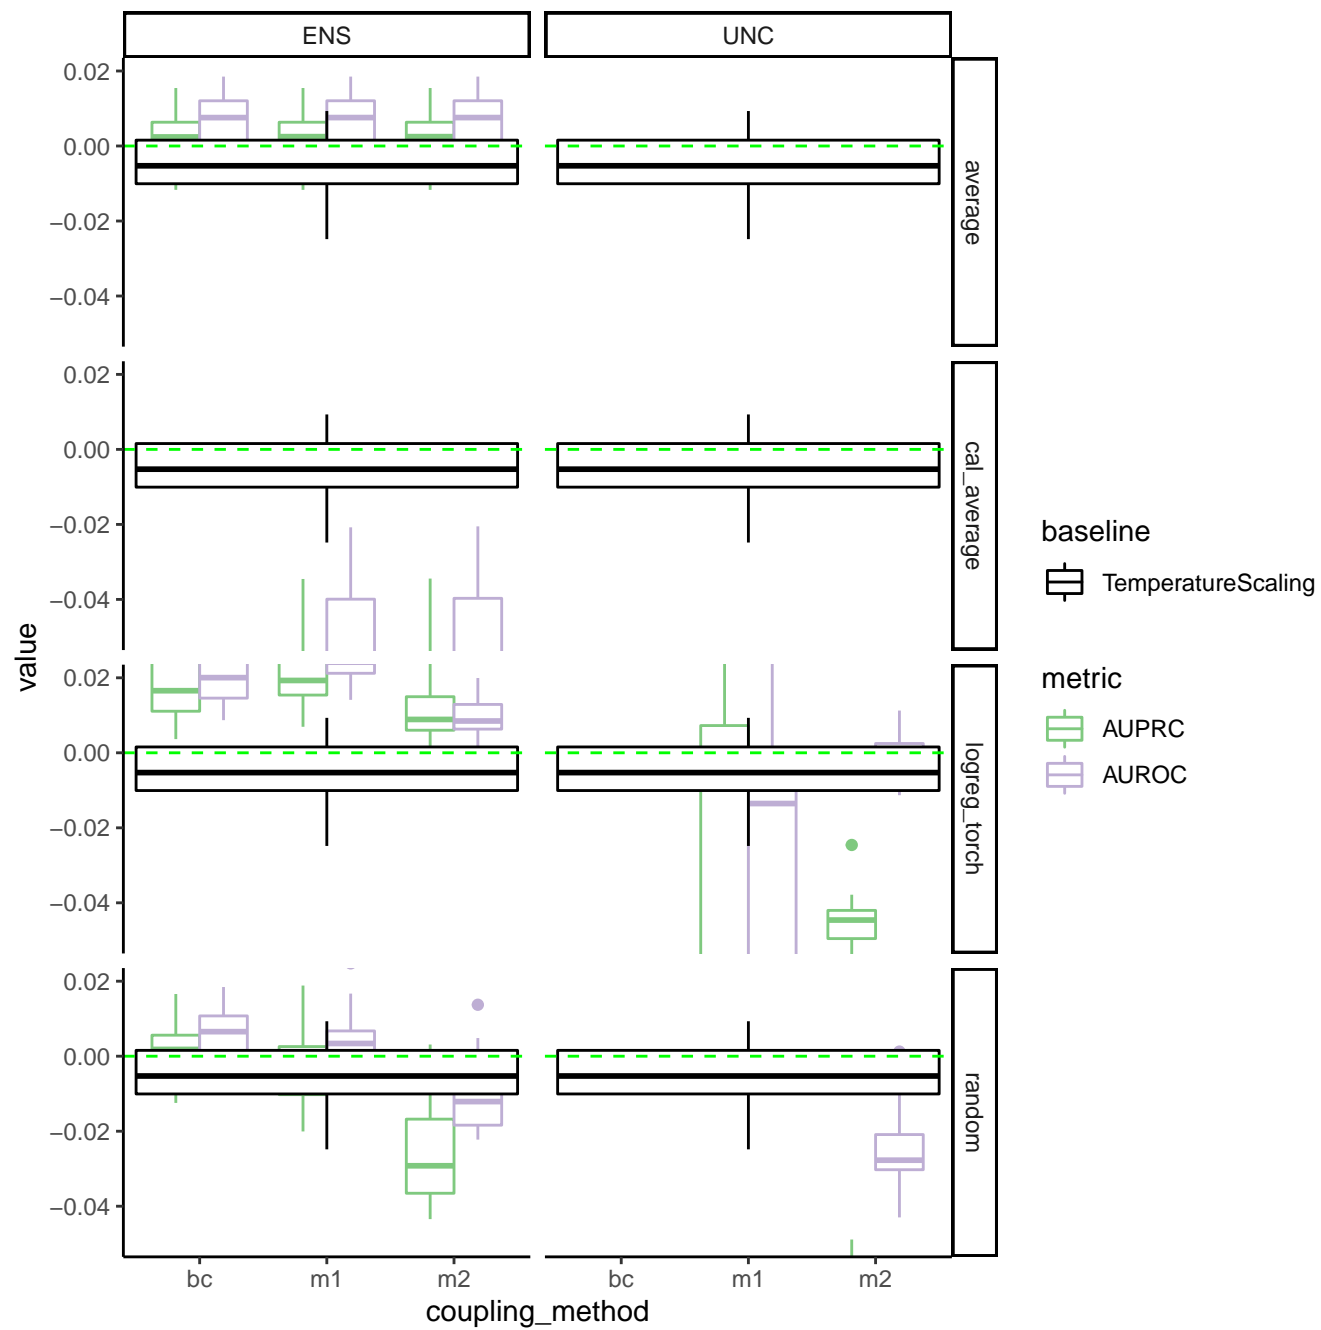 ENS
UNC
0.02
0.00
−0.02
−0.04
average
0.02
0.00
−0.02
−0.04
cal_average
0.02
0.00
−0.02
−0.04
logreg_torch
0.02
0.00
−0.02
−0.04
random
value
bc
m1
m2
bc
m1
m2
coupling_method
baseline
TemperatureScaling
metric
AUPRC
AUROC